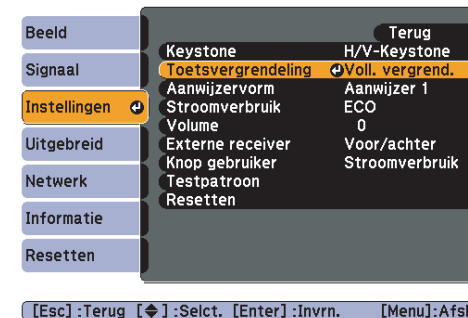 Beeld
Signaal
Instellingen
Uitgebreid
Netwerk
Informatie
Resetten
Terug
Keystone H/V-Keystone
Toetsvergrendeling Voll. vergrend.
Aanwijzervorm Aanwijzer 1
Stroomverbruik ECO
Volume 0
Externe receiver Voor/achter
Knop gebruiker Stroomverbruik
Testpatroon
Resetten
[Esc] :Terug [◆] :Selct. [Enter] :Invrn. [Menu]:Afsl